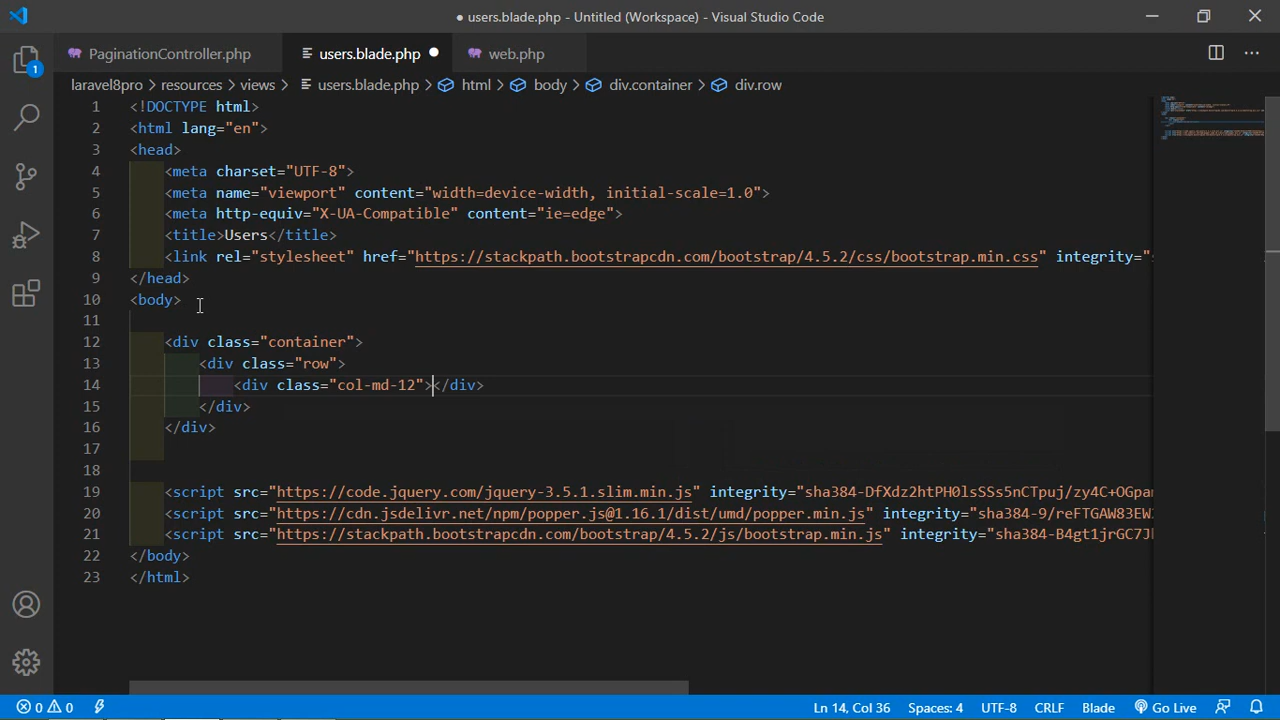 ● users.blade.php - Untitled (Workspace) - Visual Studio Code
PaginationController.php
users.blade.php ●
web.php
laravel8pro > resources > views > users.blade.php > html > body > div.container > div.row
1
1 <!DOCTYPE html>
2 <html lang="en">
3 <head>
4 <meta charset="UTF-8">
5 <meta name="viewport" content="width=device-width, initial-scale=1.0">
6 <meta http-equiv="X-UA-Compatible" content="ie=edge">
7 <title>Users</title>
8 <link rel="stylesheet" href="https://stackpath.bootstrapcdn.com/bootstrap/4.5.2/css/bootstrap.min.css" integrity="
9 </head>
10 <body>
11
12 <div class="container">
13 <div class="row">
14 <div class="col-md-12"></div>
15 </div>
16 </div>
17
18
19 <script src="https://code.jquery.com/jquery-3.5.1.slim.min.js" integrity="sha384-DfXdz2htPH0lsSSs5nCTpuj/zy4C+OGpa
20 <script src="https://cdn.jsdelivr.net/npm/popper.js@1.16.1/dist/umd/popper.min.js" integrity="sha384-9/reFTGAW83EW
21 <script src="https://stackpath.bootstrapcdn.com/bootstrap/4.5.2/js/bootstrap.min.js" integrity="sha384-B4gt1jrGC7J
22 </body>
23 </html>
0 0 Ln 14, Col 36 Spaces: 4 UTF-8 CRLF Blade Go Live